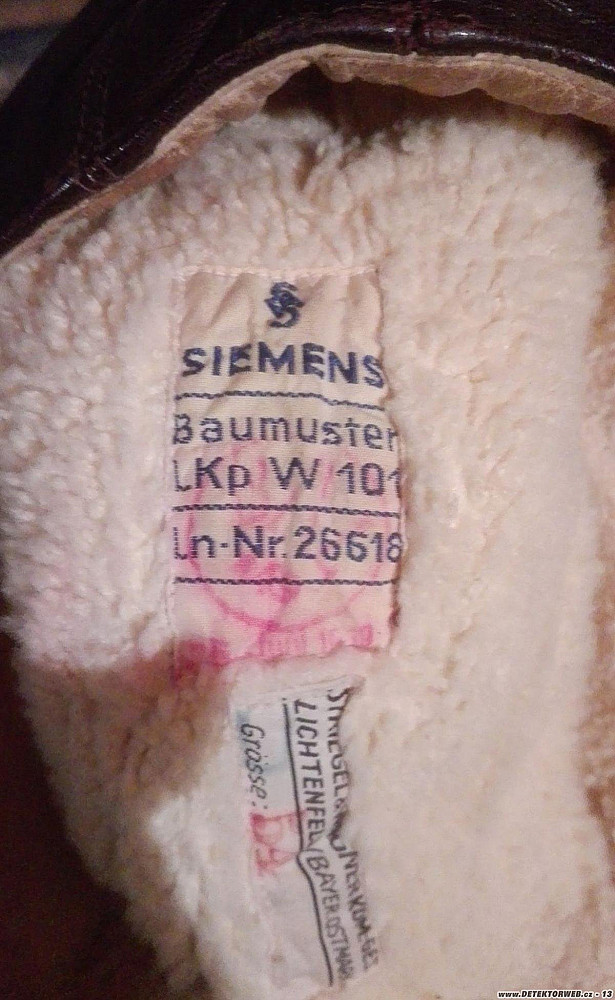 SIEMENS
Baumuster
LKp W 101
Ln-Nr. 26618
LICHTENFELS/BAYER.OSTMARK
Grösse:
www.DETEKTORWEB.cz - 13